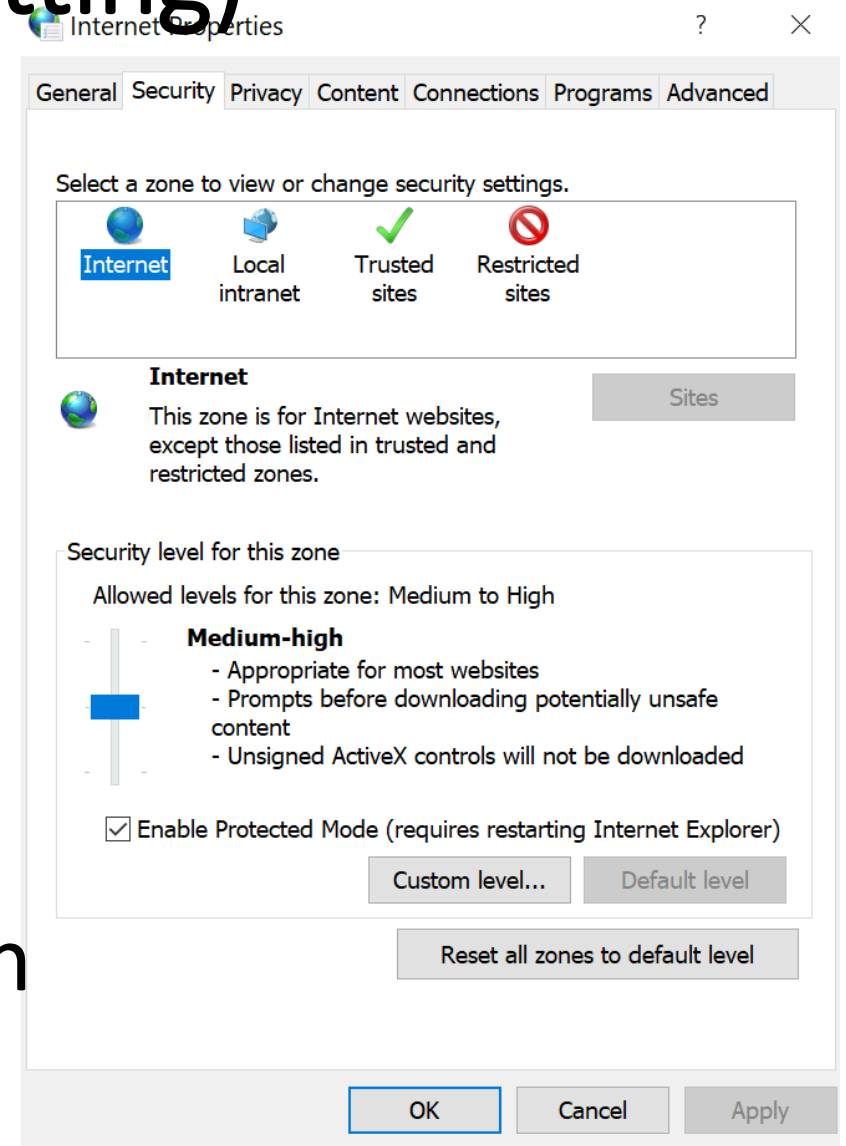 tting)
Internet Properties
?
General Security Privacy Content Connections Programs Advanced
Select a zone to view or change security settings.
Internet
Local intranet
Trusted sites
Restricted sites
Internet
Sites
This zone is for Internet websites,
except those listed in trusted and
restricted zones.
Security level for this zone
Allowed levels for this zone: Medium to High
Medium-high
- Appropriate for most websites
- Prompts before downloading potentially unsafe
content
- Unsigned ActiveX controls will not be downloaded
Enable Protected Mode (requires restarting Internet Explorer)
Custom level... Default level
n
Reset all zones to default level
OK Cancel Apply